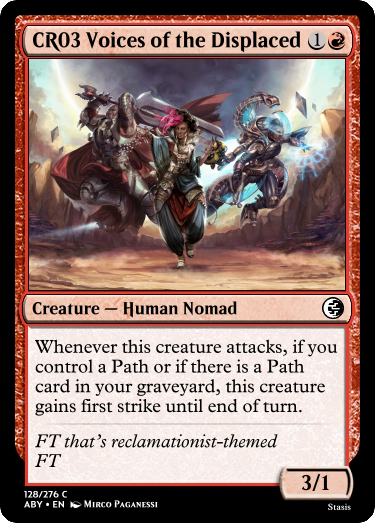 CR03 Voices of the Displaced 1
Creature — Human Nomad
Whenever this creature attacks, if you
control a Path or if there is a Path
card in your graveyard, this creature
gains first strike until end of turn.
FT that's reclamationist-themed
FT
3/1
128/276 C
ABY • EN Mirco Paganessi
Stasis